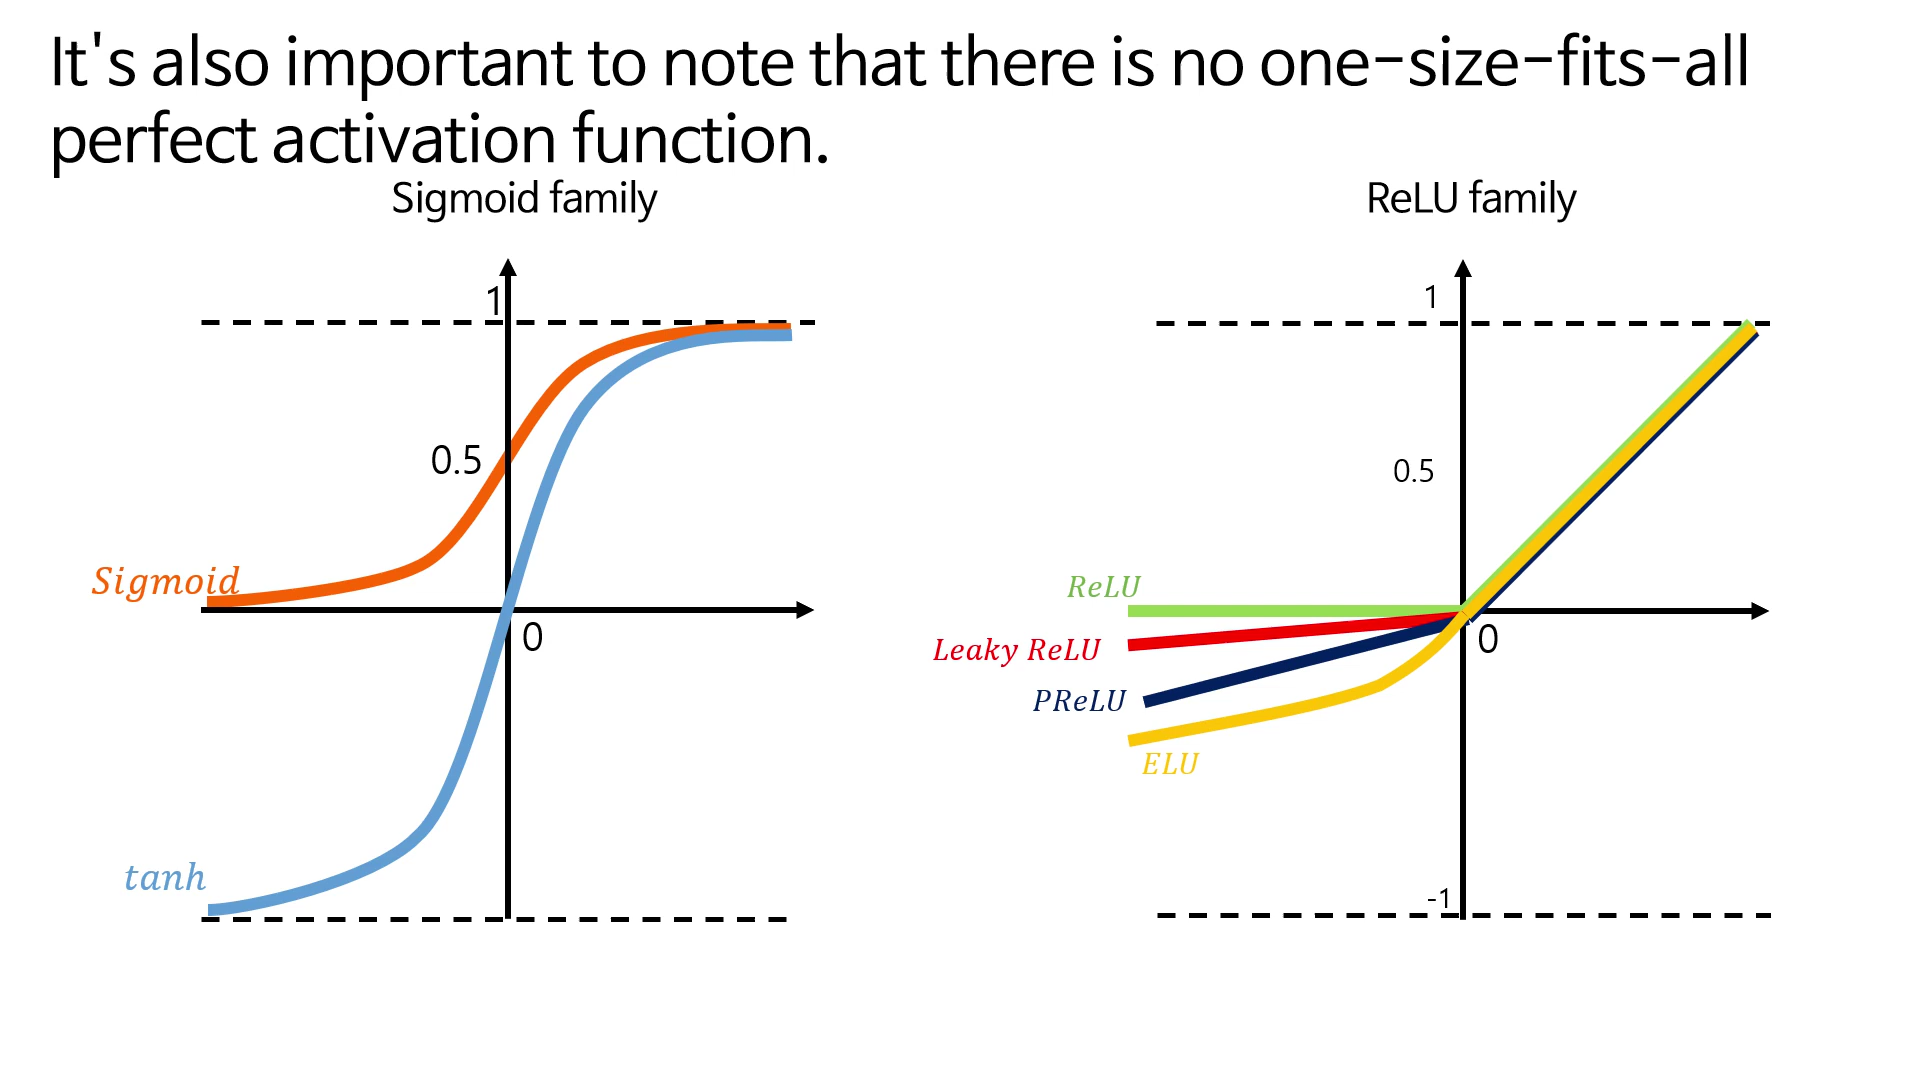 It's also important to note that there is no one-size-fits-all
perfect activation function.
Sigmoid family
1
0.5
Sigmoid
0
tanh
ReLU family
1
0.5
ReLU
Leaky ReLU
0
PReLU
ELU
-1